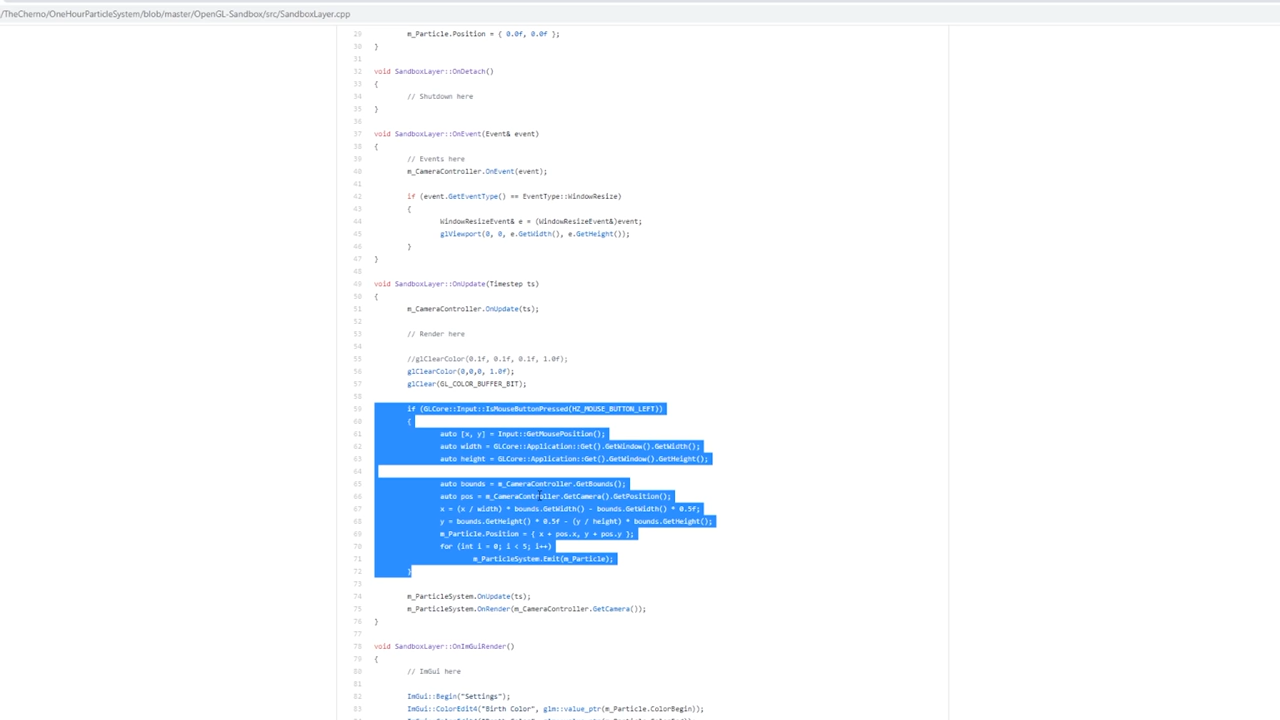 /TheCherno/OneHourParticleSystem/blob/master/OpenGL-Sandbox/src/SandboxLayer.cpp
29 m_Particle.Position = { 0.0f, 0.0f };
30 }
31
32 void SandboxLayer::OnDetach()
33 {
34 // Shutdown here
35 }
36
37 void SandboxLayer::OnEvent(Event& event)
38 {
39 // Events here
40 m_CameraController.OnEvent(event);
41
42 if (event.GetEventType() == EventType::WindowResize)
43 {
44 WindowResizeEvent& e = (WindowResizeEvent&)event;
45 glViewport(0, 0, e.GetWidth(), e.GetHeight());
46 }
47 }
48
49 void SandboxLayer::OnUpdate(Timestep ts)
50 {
51 m_CameraController.OnUpdate(ts);
52
53 // Render here
54
55 //glClearColor(0.1f, 0.1f, 0.1f, 1.0f);
56 glClearColor(0,0,0, 1.0f);
57 glClear(GL_COLOR_BUFFER_BIT);
58
59 if (GLCore::Input::IsMouseButtonPressed(HZ_MOUSE_BUTTON_LEFT))
60 {
61 auto [x, y] = Input::GetMousePosition();
62 auto width = GLCore::Application::Get().GetWindow().GetWidth();
63 auto height = GLCore::Application::Get().GetWindow().GetHeight();
64
65 auto bounds = m_CameraController.GetBounds();
66 auto pos = m_CameraController.GetCamera().GetPosition();
67 x = (x / width) * bounds.GetWidth() - bounds.GetWidth() * 0.5f;
68 y = bounds.GetHeight() * 0.5f - (y / height) * bounds.GetHeight();
69 m_Particle.Position = { x + pos.x, y + pos.y };
70 for (int i = 0; i < 5; i++)
71 m_ParticleSystem.Emit(m_Particle);
72 }
73
74 m_ParticleSystem.OnUpdate(ts);
75 m_ParticleSystem.OnRender(m_CameraController.GetCamera());
76 }
77
78 void SandboxLayer::OnImGuiRender()
79 {
80 // ImGui here
81
82 ImGui::Begin("Settings");
83 ImGui::ColorEdit4("Birth Color", glm::value_ptr(m_Particle.ColorBegin));